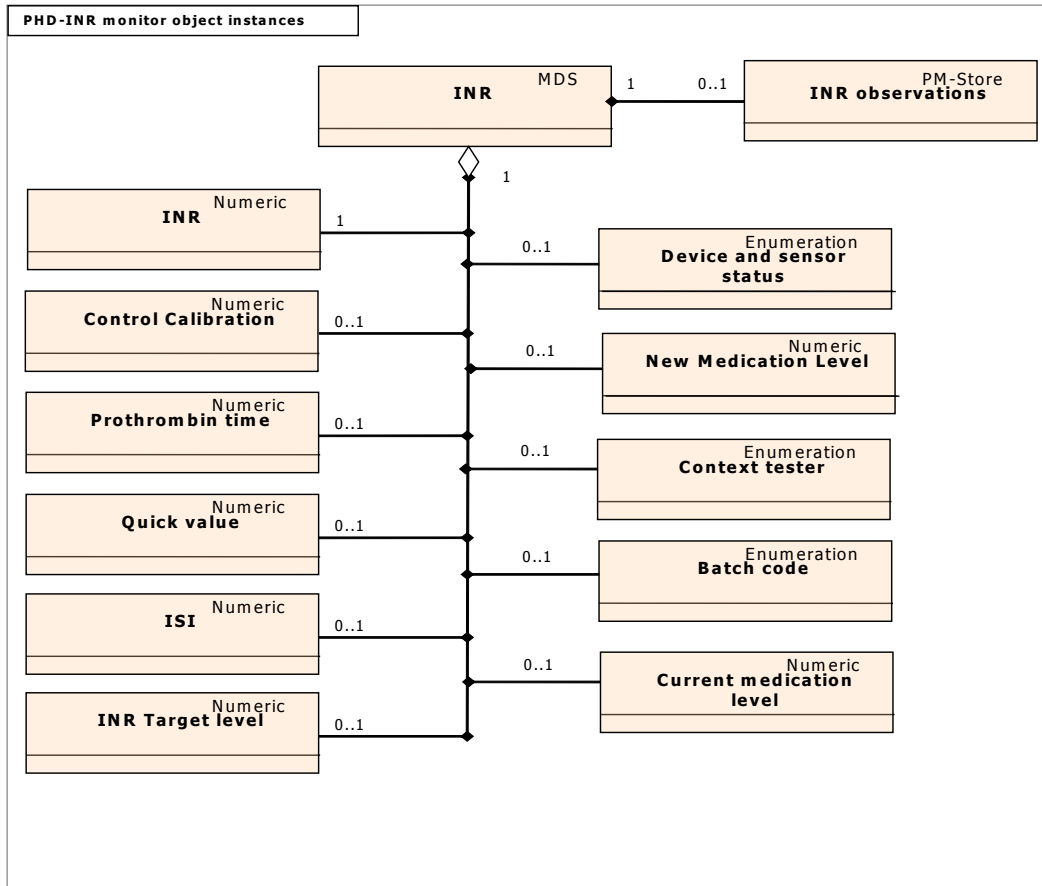 PHD-INR monitor object instances
MDS
INR
1
0..1
PM-Store
INR observations
1
Numeric
INR
1
Enumeration
Device and sensor
status
0..1
Numeric
Control Calibration
0..1
Numeric
New Medication Level
0..1
Numeric
Prothrombin time
0..1
Enumeration
Context tester
0..1
Numeric
Quick value
0..1
Enumeration
Batch code
0..1
Numeric
ISI
0..1
Numeric
Current medication
level
0..1
Numeric
INR Target level
0..1